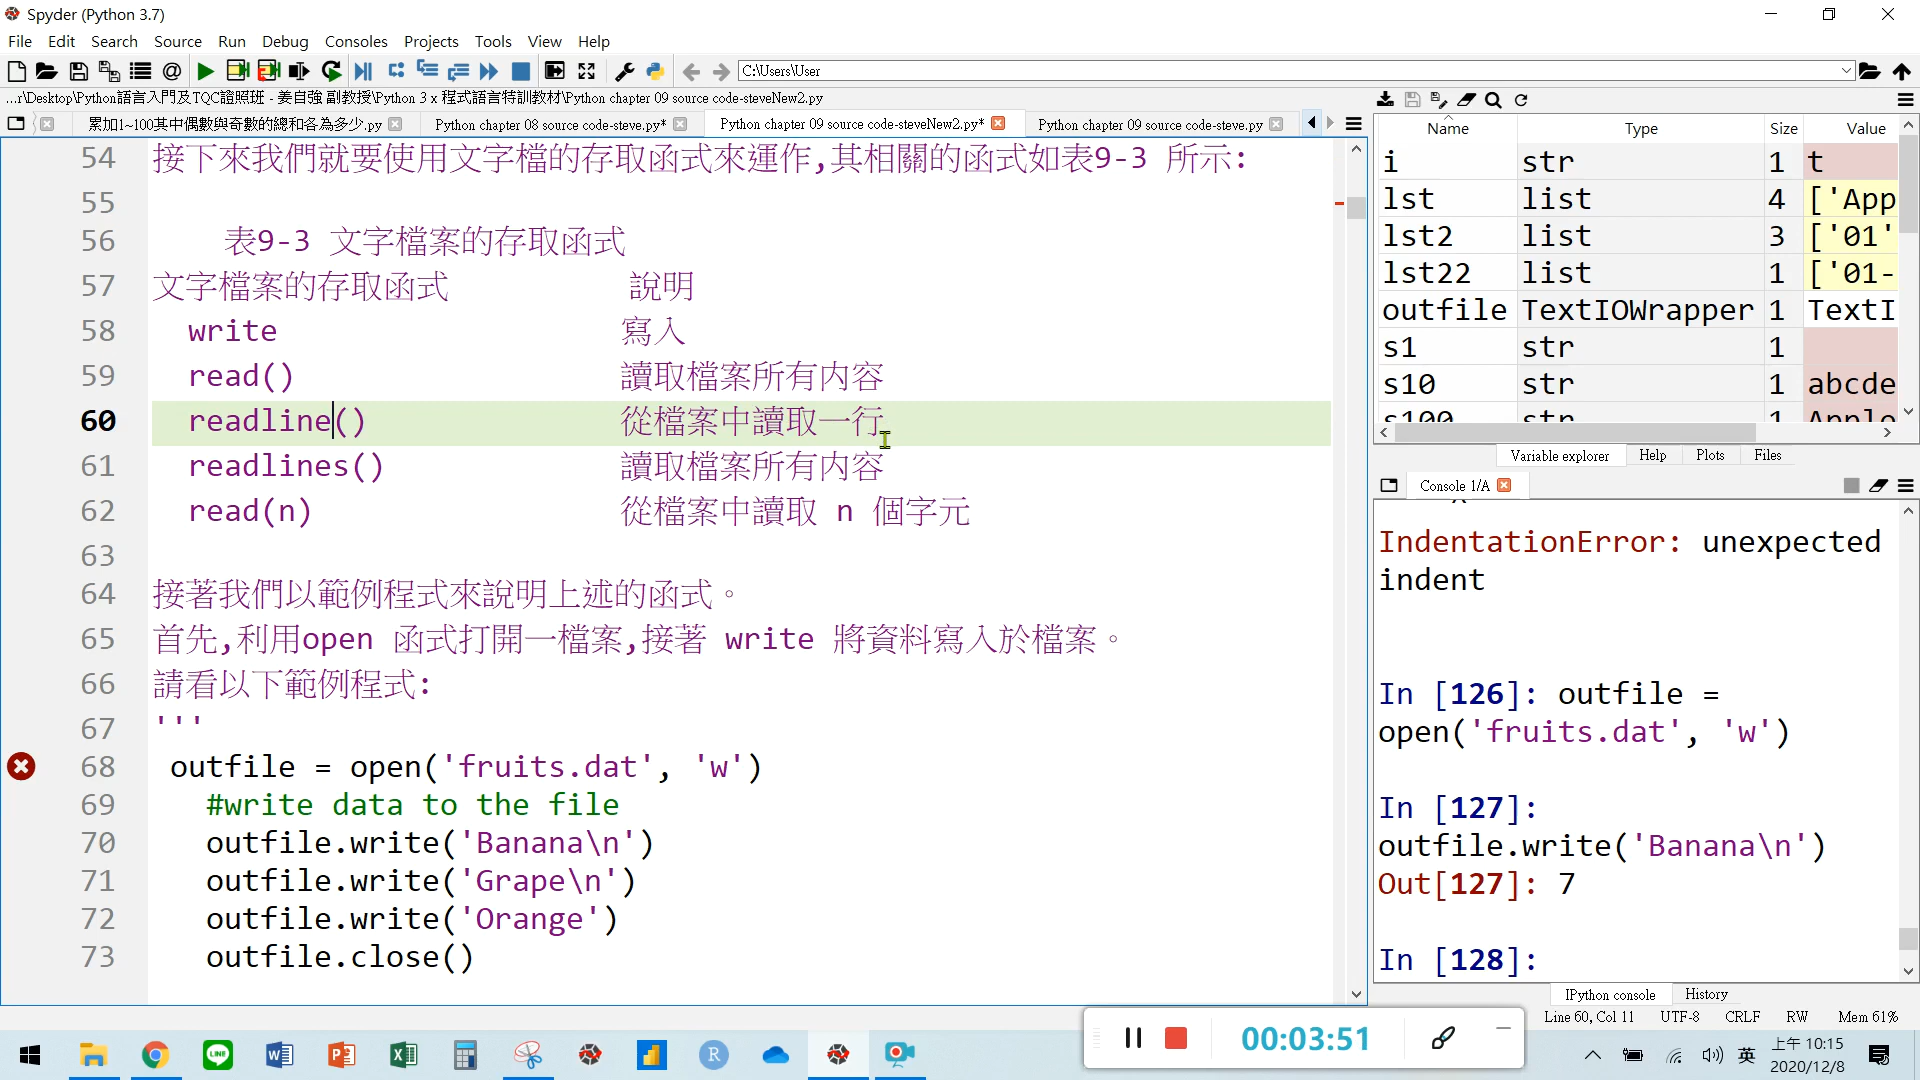 Spyder (Python 3.7)
File Edit Search Source Run Debug Consoles Projects Tools View Help
C:\Users\User
...r\Desktop\Python語言入門及TQC證照班 - 姜自強 副教授\Python 3 x 程式語言特訓教材\Python chapter 09 source code-steveNew2.py
累加1~100其中偶數與奇數的總和各為多少.py
Python chapter 08 source code-steve.py*
Python chapter 09 source code-steveNew2.py*
Python chapter 09 source code-steve.py
54 接下來我們就要使用文字檔的存取函式來運作,其相關的函式如表9-3 所示:
55
56 表9-3 文字檔案的存取函式
57 文字檔案的存取函式 說明
58 write 寫入
59 read() 讀取檔案所有內容
60 readline() 從檔案中讀取一行
61 readlines() 讀取檔案所有內容
62 read(n) 從檔案中讀取 n 個字元
63
64 接著我們以範例程式來說明上述的函式。
65 首先,利用open 函式打開一檔案,接著 write 將資料寫入於檔案。
66 請看以下範例程式:
67 '''
68 outfile = open('fruits.dat', 'w')
69 #write data to the file
70 outfile.write('Banana\n')
71 outfile.write('Grape\n')
72 outfile.write('Orange')
73 outfile.close()
Name Type Size Value
i str 1 t
lst list 4 ['App
lst2 list 3 ['01'
lst22 list 1 ['01-
outfile TextIOWrapper 1 TextI
s1 str 1
s10 str 1 abcde
s100 str 1 Apple
Variable explorer Help Plots Files
Console 1/A
^
IndentationError: unexpected
indent
In [126]: outfile =
open('fruits.dat', 'w')
In [127]:
outfile.write('Banana\n')
Out[127]: 7
In [128]:
IPython console History
Line 60, Col 11 UTF-8 CRLF RW Mem 61%
00:03:51
LINE
英
上午 10:15
2020/12/8